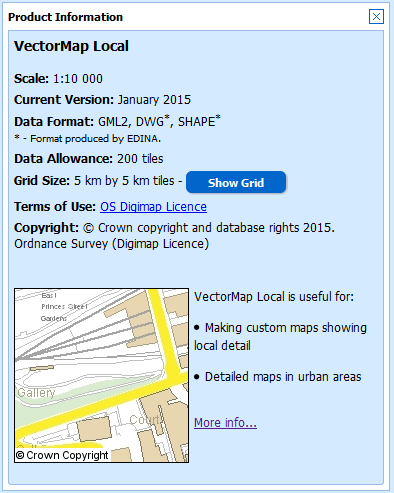 Product Information
VectorMap Local
Scale: 1:10 000
Current Version: January 2015
Data Format: GML2, DWG*, SHAPE*
* - Format produced by EDINA.
Data Allowance: 200 tiles
Grid Size: 5 km by 5 km tiles - Show Grid
Terms of Use: OS Digimap Licence
Copyright: © Crown copyright and database rights 2015.
Ordnance Survey (Digimap Licence)
East
Princes Street
Gardens
Gallery
Court
© Crown Copyright
VectorMap Local is useful for:
• Making custom maps showing
local detail
• Detailed maps in urban areas
More info...